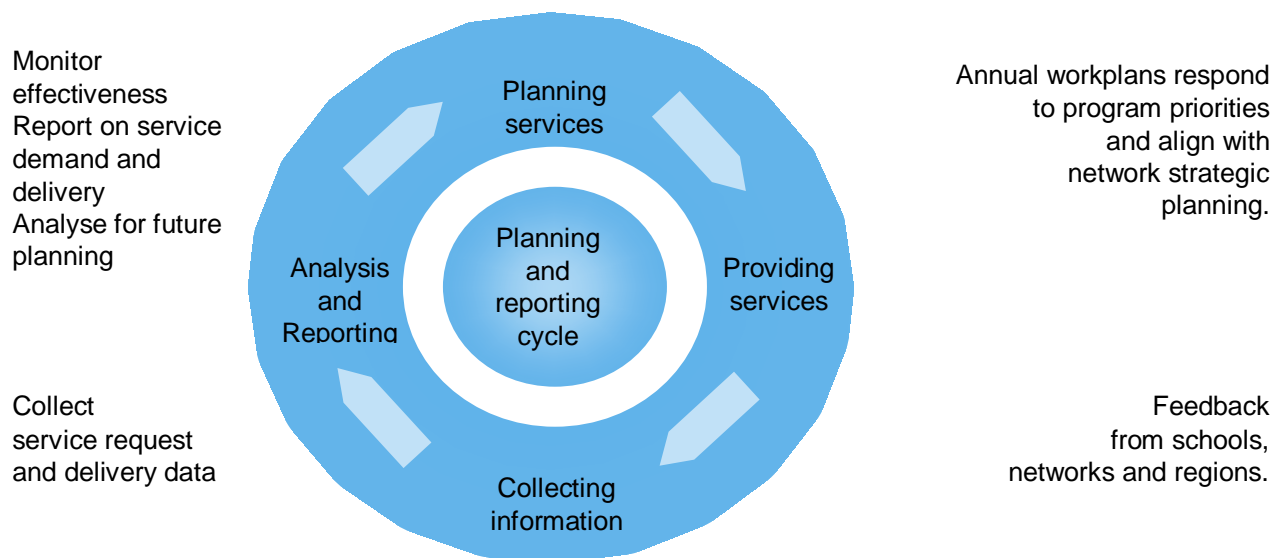 Monitor
effectiveness
Report on service
demand and
delivery
Analyse for future
planning
Planning
services
Annual workplans respond
to program priorities
and align with
network strategic
planning.
Analysis
and
Reporting
Planning
and
reporting
cycle
Providing
services
Collect
service request
and delivery data
Collecting
information
Feedback
from schools,
networks and regions.